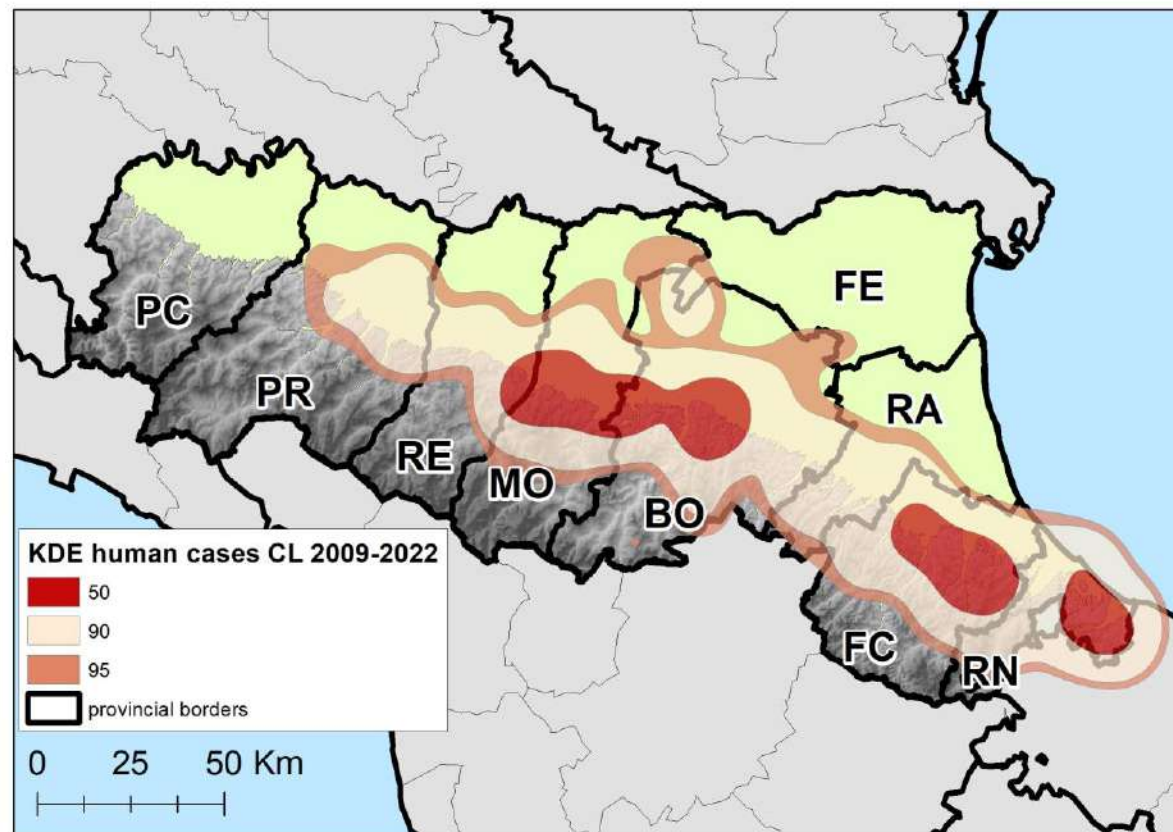 FE
PC
RA
PR
RE
MO
BO
FC
RN
KDE human cases CL 2009-2022
50
90
95
provincial borders
0 25 50 Km